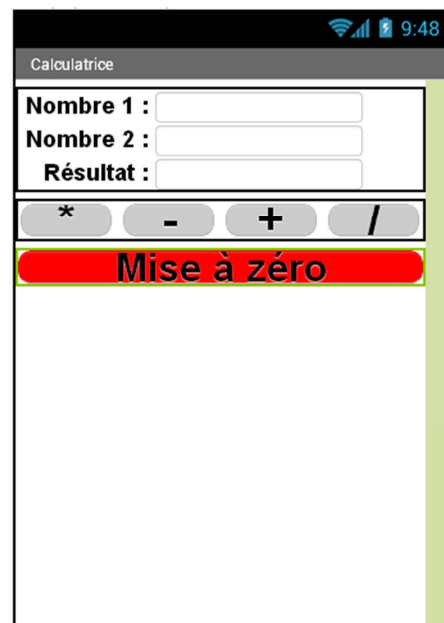 9:48
Calculatrice
Nombre 1 :
Nombre 2 :
Résultat :
* - + /
Mise à zéro